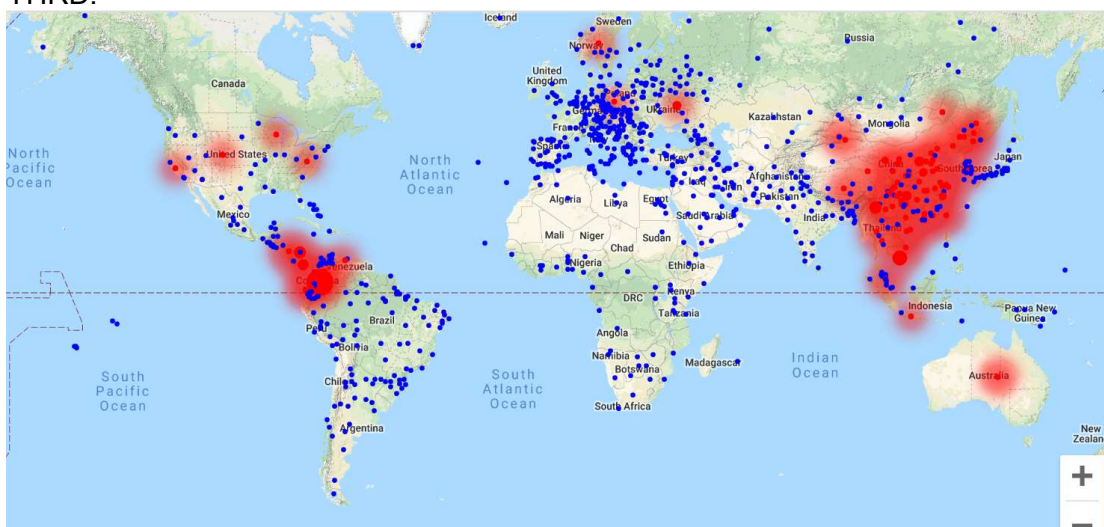 THIRD:
Iceland
Sweden
Russia
Norway
Canada
United
Kingdom
Ukraine
Kazakhstan
Mongolia
France
Spain
North
Pacific
Ocean
United States
North
Atlantic
Ocean
Turkey
China
South Korea
Japan
Afghanistan
Iraq
Iran
Pakistan
Algeria
Libya
Egypt
Saudi Arabia
India
Mexico
Thailand
Mali
Niger
Chad
Sudan
Nigeria
Ethiopia
Venezuela
Kenya
DRC
Tanzania
Indonesia
Papua New
Guinea
Brazil
Peru
Bolivia
Angola
Namibia
Botswana
Madagascar
Indian
Ocean
South
Pacific
Ocean
Chile
South
Atlantic
Ocean
Australia
South Africa
Argentina
New
Zealan
+
−